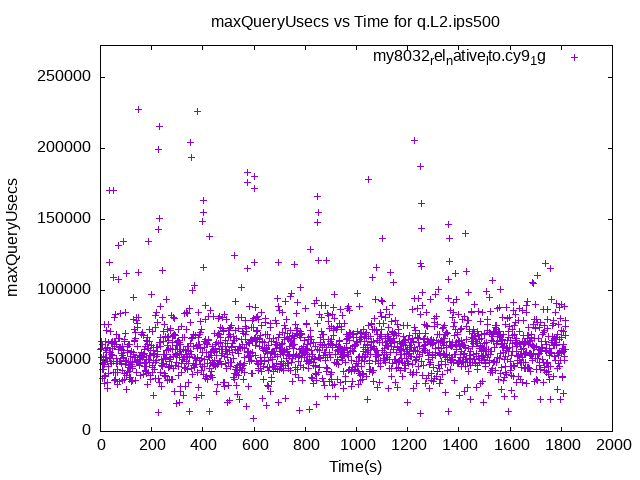 maxQueryUsecs vs Time for q.L2.ips500
my8032relnativeito.cy91g
250000
200000
150000
100000
50000
0
maxQueryUsecs
0 200 400 600 800 1000 1200 1400 1600 1800 2000
Time(s)